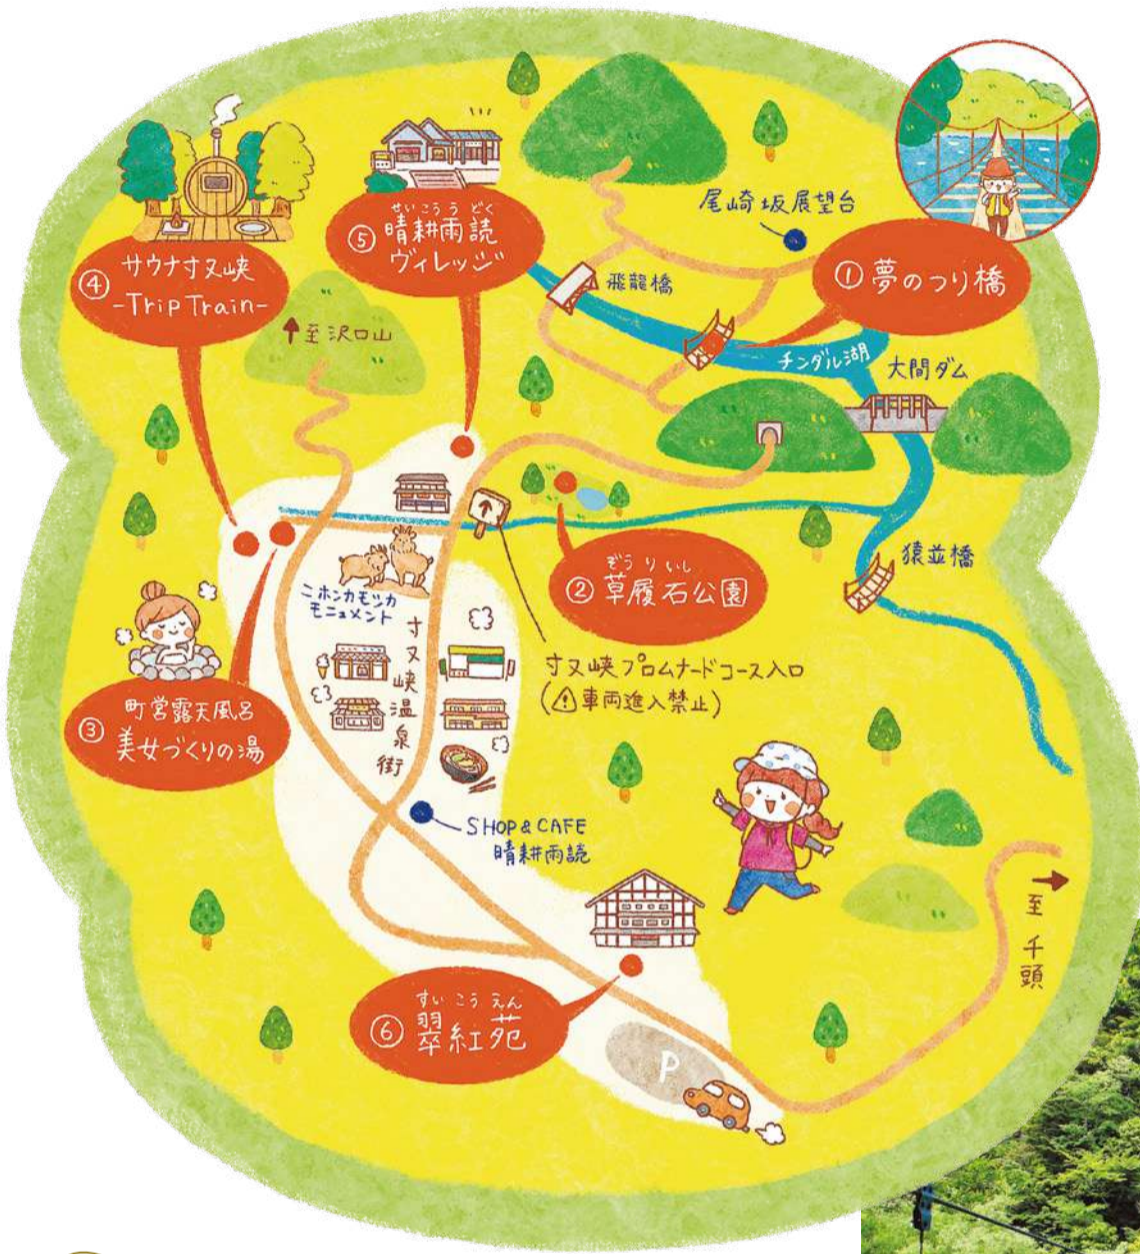 尾崎坂展望台
せいこううどく
⑤晴耕雨読
ヴィレッジ
④サウナ寸又峡
-Trip Train-
飛龍橋
①夢のつり橋
↑至沢口山
チンダル湖
大間ダム
↑
ニホンカモシカ
モニュメント
ぞうりいし
②草履石公園
猿並橋
寸又峡プロムナードコース入口
(⚠車両進入禁止)
寸又峡温泉街
町営露天風呂
③美女づくりの湯
SHOP&CAFE
晴耕雨読
→至千頭
すいこうえん
⑥翠紅苑
P